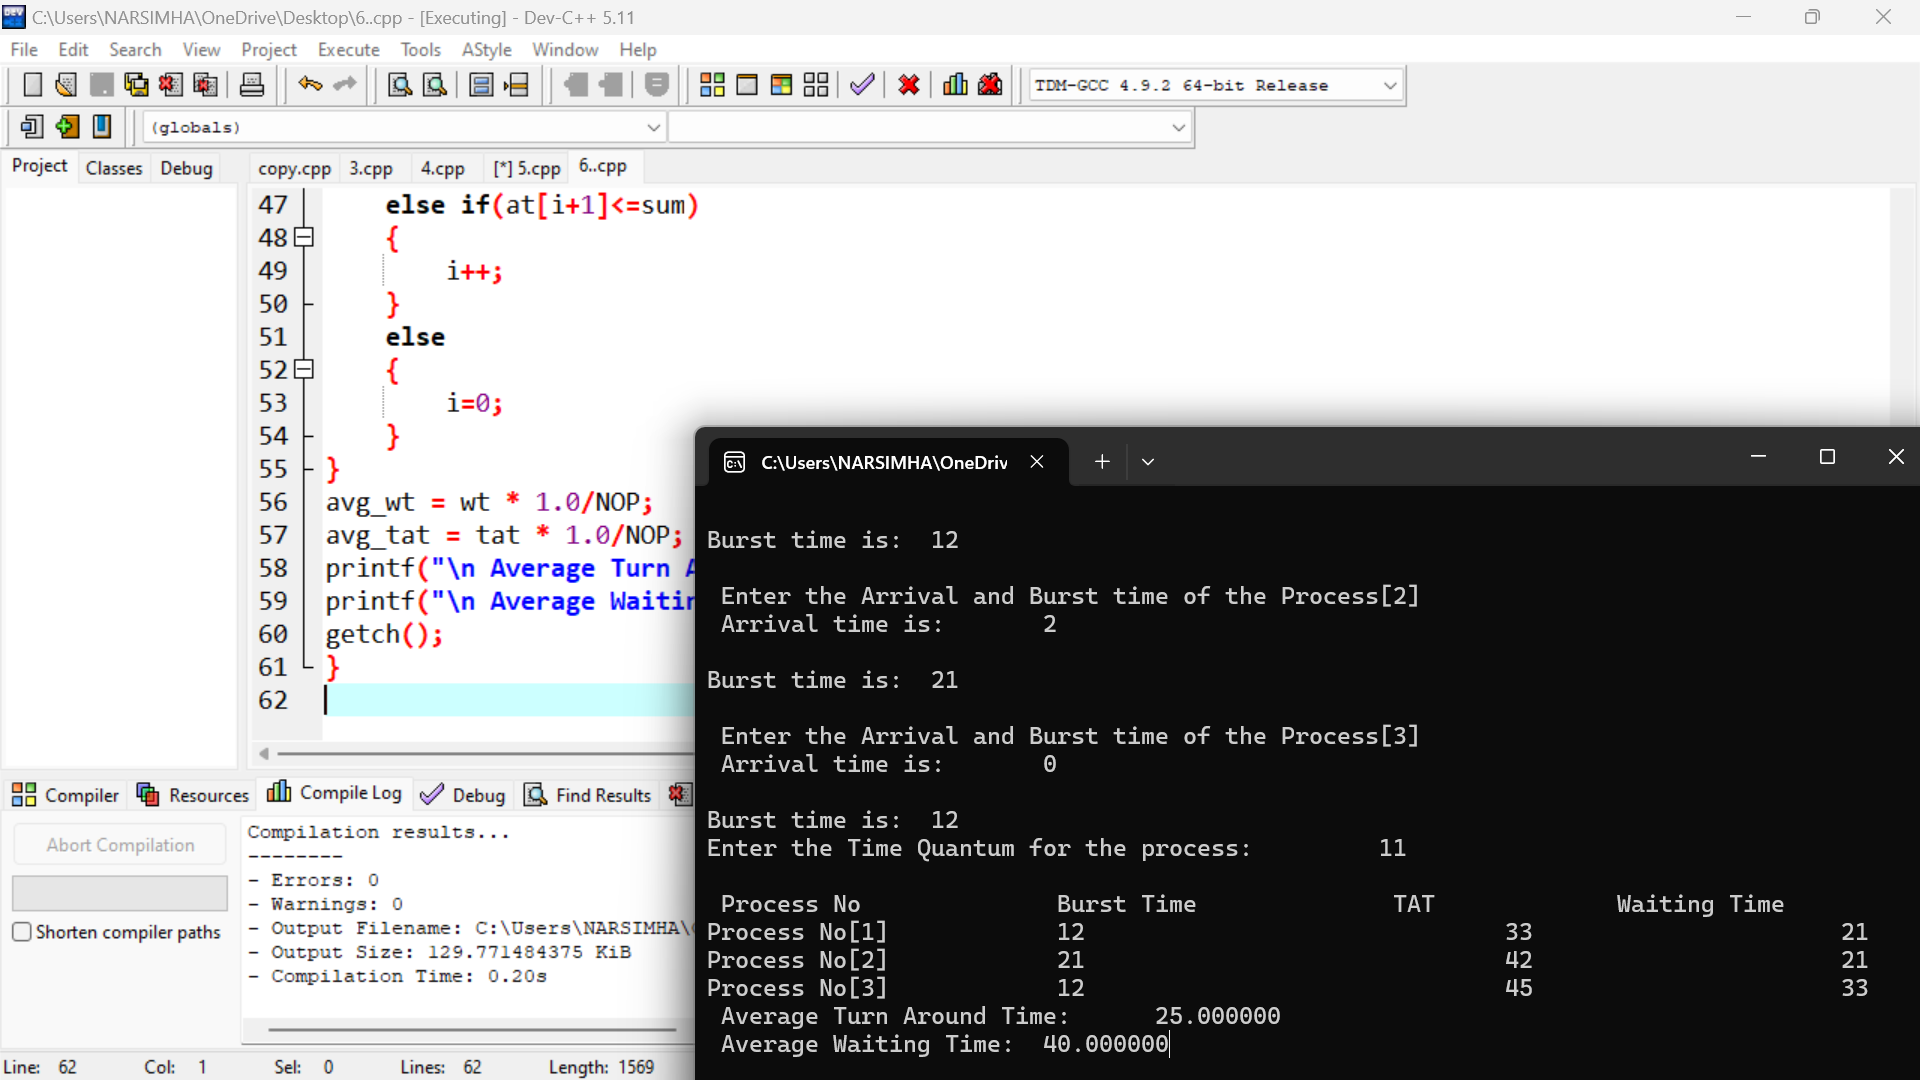 C:\Users\NARSIMHA\OneDrive\Desktop\6..cpp - [Executing] - Dev-C++ 5.11
File Edit Search View Project Execute Tools AStyle Window Help
TDM-GCC 4.9.2 64-bit Release
(globals)
Project Classes Debug
copy.cpp 3.cpp 4.cpp [*] 5.cpp 6..cpp
47 else if(at[i+1]<=sum)
48 {
49 i++;
50 }
51 else
52 {
53 i=0;
54 }
55 }
56 avg_wt = wt * 1.0/NOP;
57 avg_tat = tat * 1.0/NOP;
58 printf("\n Average Turn
59 printf("\n Average
60 getch();
61 }
62
C:\Users\NARSIMHA\OneDriv
Burst time is: 12
Enter the Arrival and Burst time of the Process[2]
Arrival time is: 2
Burst time is: 21
Enter the Arrival and Burst time of the Process[3]
Arrival time is: 0
Burst time is: 12
Enter the Time Quantum for the process: 11
Process No Burst Time TAT Waiting Time
Process No[1] 12 33 21
Process No[2] 21 42 21
Process No[3] 12 45 33
Average Turn Around Time: 25.000000
Average Waiting Time: 40.000000
Compiler Resources Compile Log Debug Find Results
Abort Compilation
Shorten compiler paths
Compilation results...
--------
- Errors: 0
- Warnings: 0
- Output Filename: C:\Users\NARSIMHA\
- Output Size: 129.771484375 KiB
- Compilation Time: 0.20s
Line: 62 Col: 1 Sel: 0 Lines: 62 Length: 1569